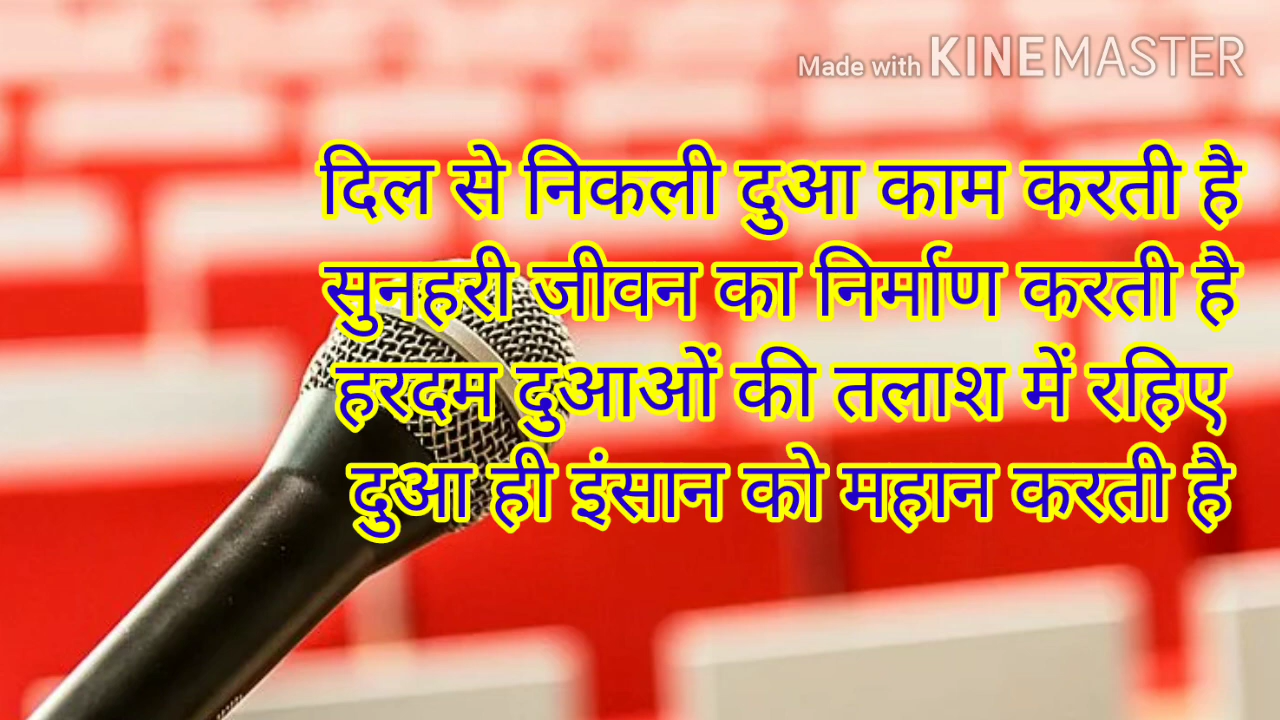 Made with KINEMASTER
दिल से निकली दुआ काम करती है
सुनहरी जीवन का निर्माण करती है
हरदम दुआओं की तलाश में रहिए
दुआ ही इंसान को महान करती है